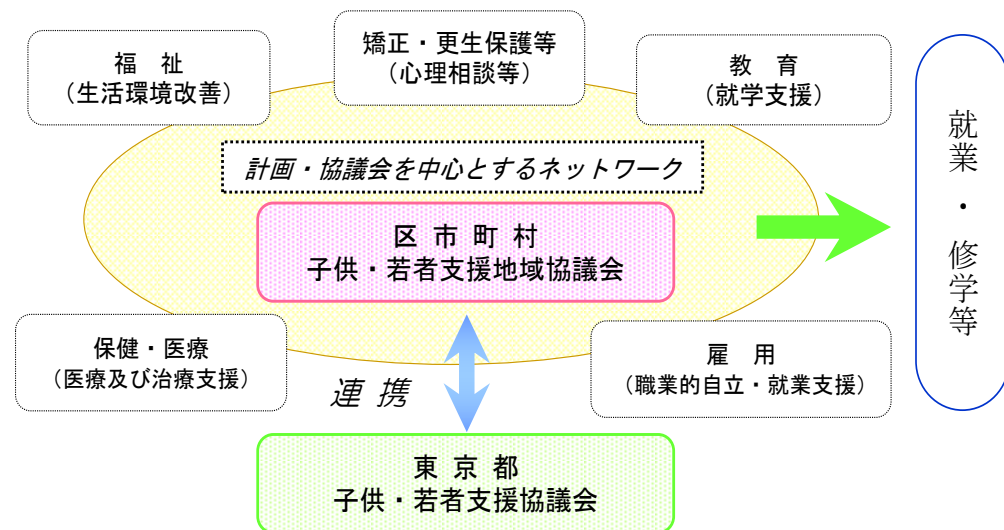 矯正・更生保護等
（心理相談等）
福　祉
（生活環境改善）
教　育
（就学支援）
計画・協議会を中心とするネットワーク
区 市 町 村
子供・若者支援地域協議会
就業・修学等
保健・医療
（医療及び治療支援）
雇　用
（職業的自立・就業支援）
連 携
東 京 都
子供・若者支援協議会